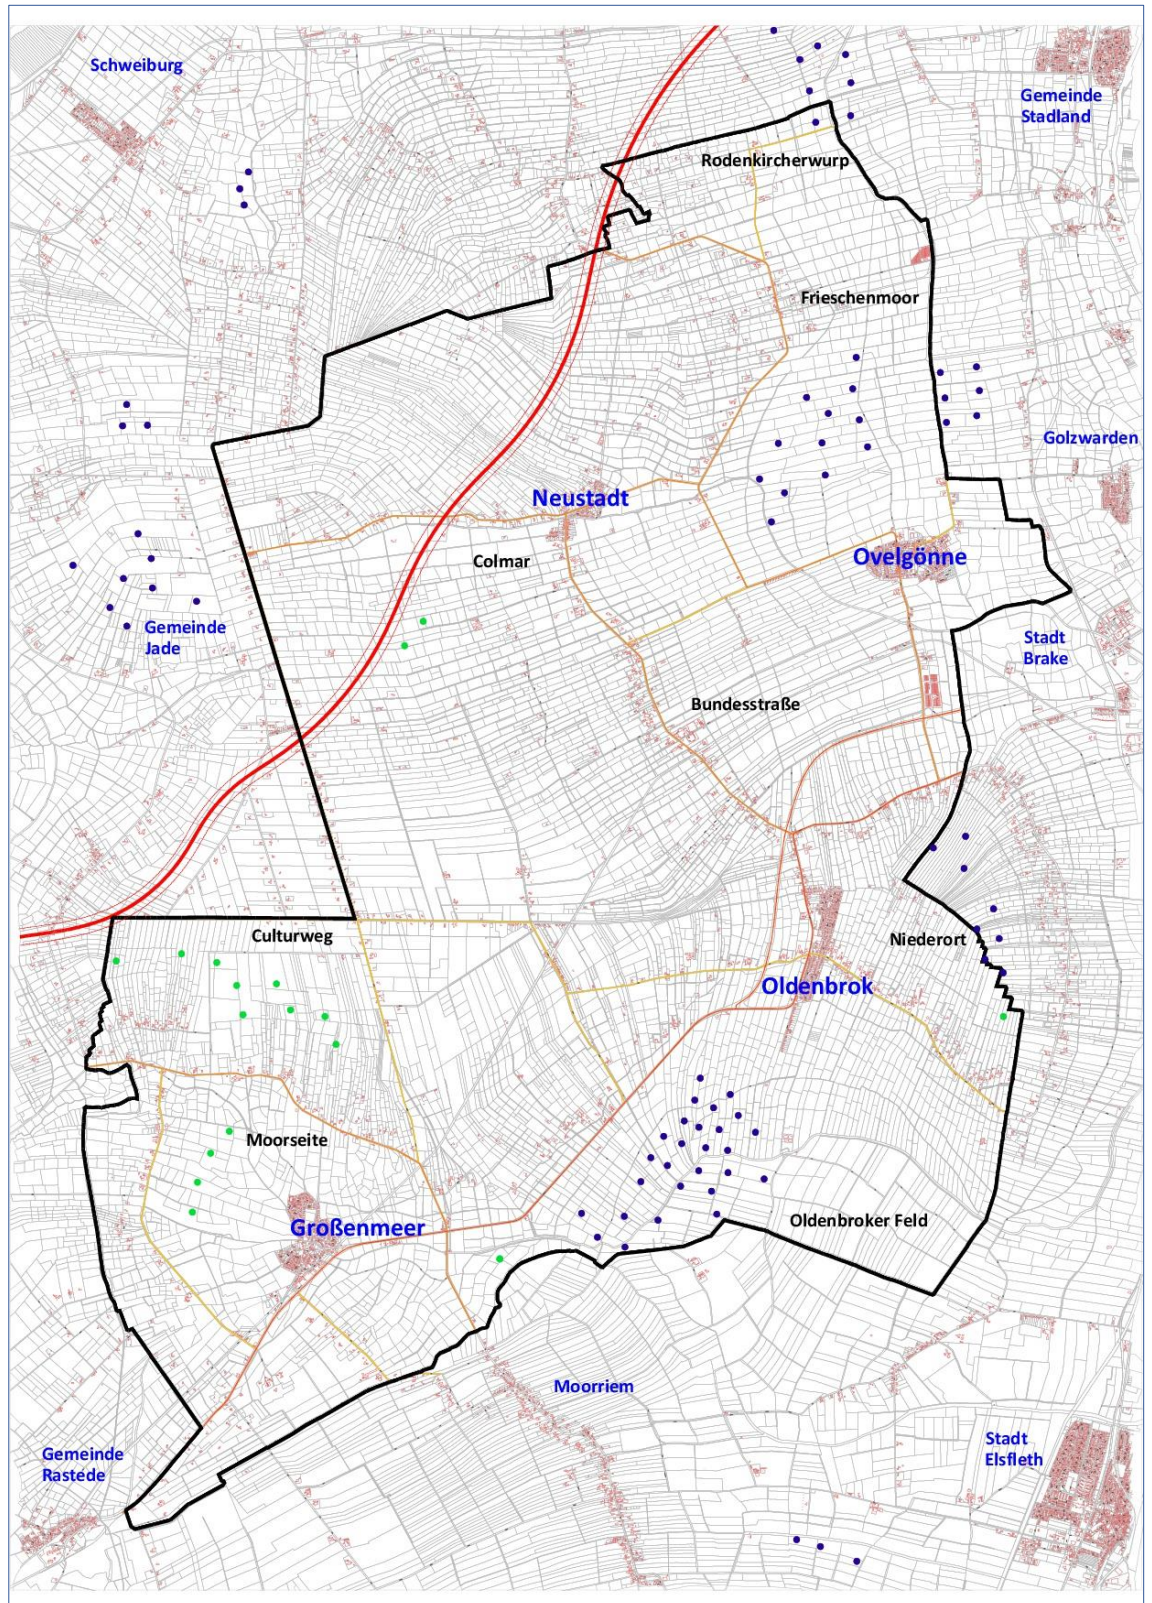 Schweiburg
Gemeinde
Stadland
Rodenkircherwurp
Frieschenmoor
Golzwarden
Neustadt
Colmar
Ovelgönne
Gemeinde
Jade
Stadt
Brake
Bundesstraße
Culturweg
Niederort
Oldenbrok
Moorseite
Großenmeer
Oldenbroker Feld
Moorriem
Gemeinde
Rastede
Stadt
Elsfleth